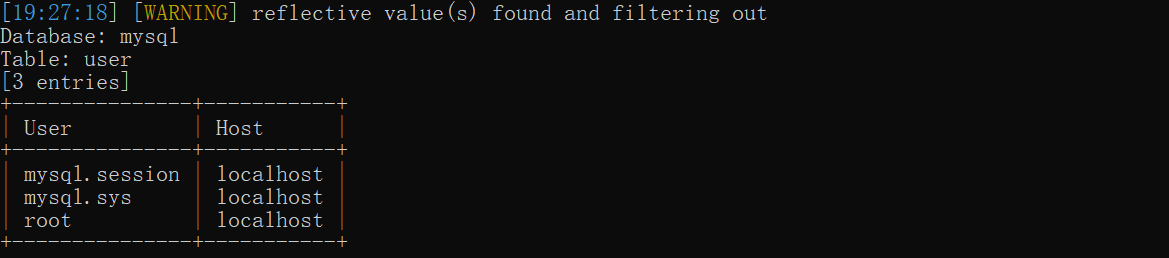 [19:27:18] [WARNING] reflective value(s) found and filtering out
Database: mysql
Table: user
[3 entries]
+---------------+-----------+
| User          | Host      |
+---------------+-----------+
| mysql.session | localhost |
| mysql.sys     | localhost |
| root          | localhost |
+---------------+-----------+